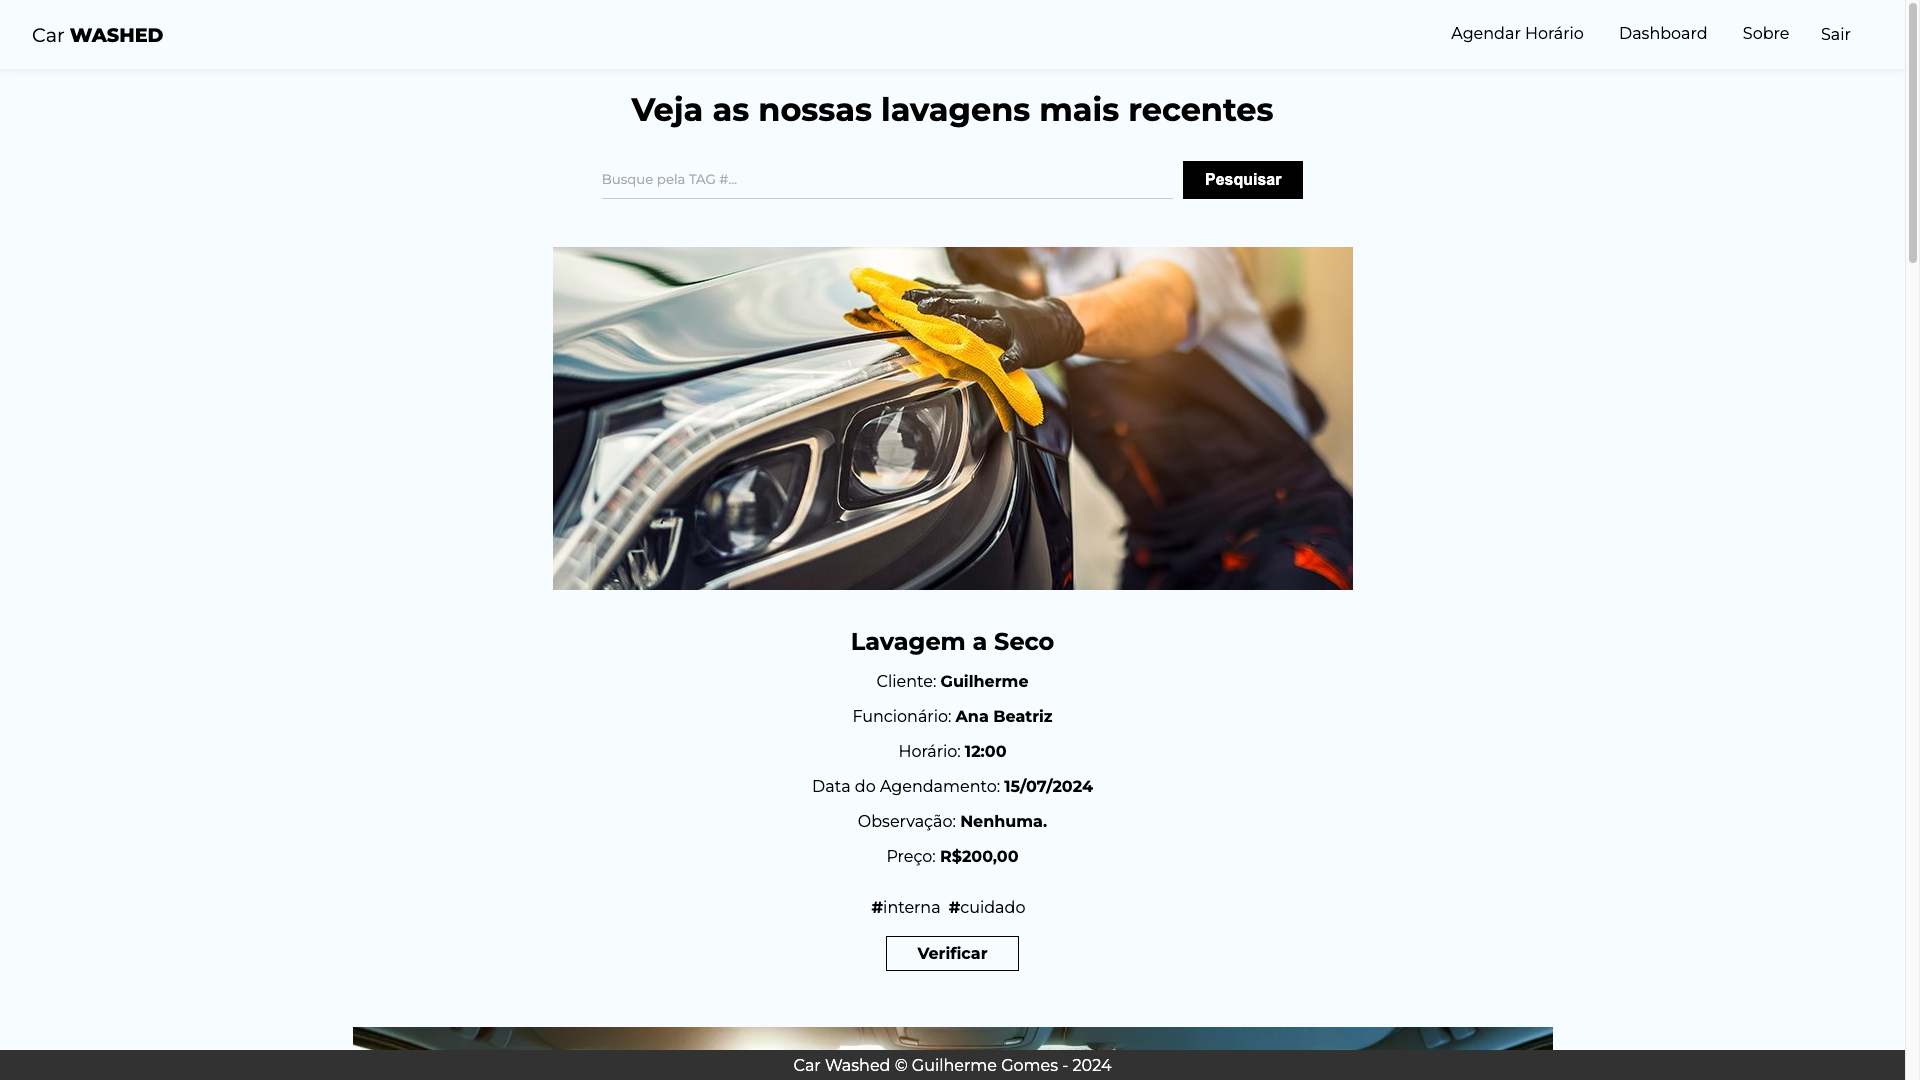 Car WASHED
Agendar Horário Dashboard Sobre Sair
Veja as nossas lavagens mais recentes
Busque pela TAG #...
Pesquisar
Lavagem a Seco
Cliente: Guilherme
Funcionário: Ana Beatriz
Horário: 12:00
Data do Agendamento: 15/07/2024
Observação: Nenhuma.
Preço: R$200,00
#interna #cuidado
Verificar
Car Washed © Guilherme Gomes - 2024